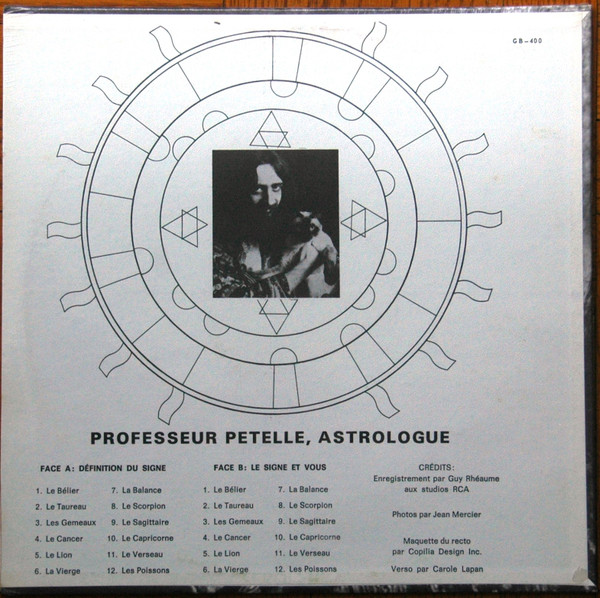 GB-400
PROFESSEUR PETELLE, ASTROLOGUE
FACE A: DÉFINITION DU SIGNE
1. Le Bélier
2. Le Taureau
3. Les Gemeaux
4. Le Cancer
5. Le Lion
6. La Vierge
7. La Balance
8. Le Scorpion
9. Le Sagittaire
10. Le Capricorne
11. Le Verseau
12. Les Poissons
FACE B: LE SIGNE ET VOUS
1. Le Bélier
2. Le Taureau
3. Les Gemeaux
4. Le Cancer
5. Le Lion
6. La Vierge
7. La Balance
8. Le Scorpion
9. Le Sagittaire
10. Le Capricorne
11. Le Verseau
12. Les Poissons
CRÉDITS:
Enregistrement par Guy Rhéaume
aux studios RCA
Photos par Jean Mercier
Maquette du recto
par Copilia Design Inc.
Verso par Carole Lapan